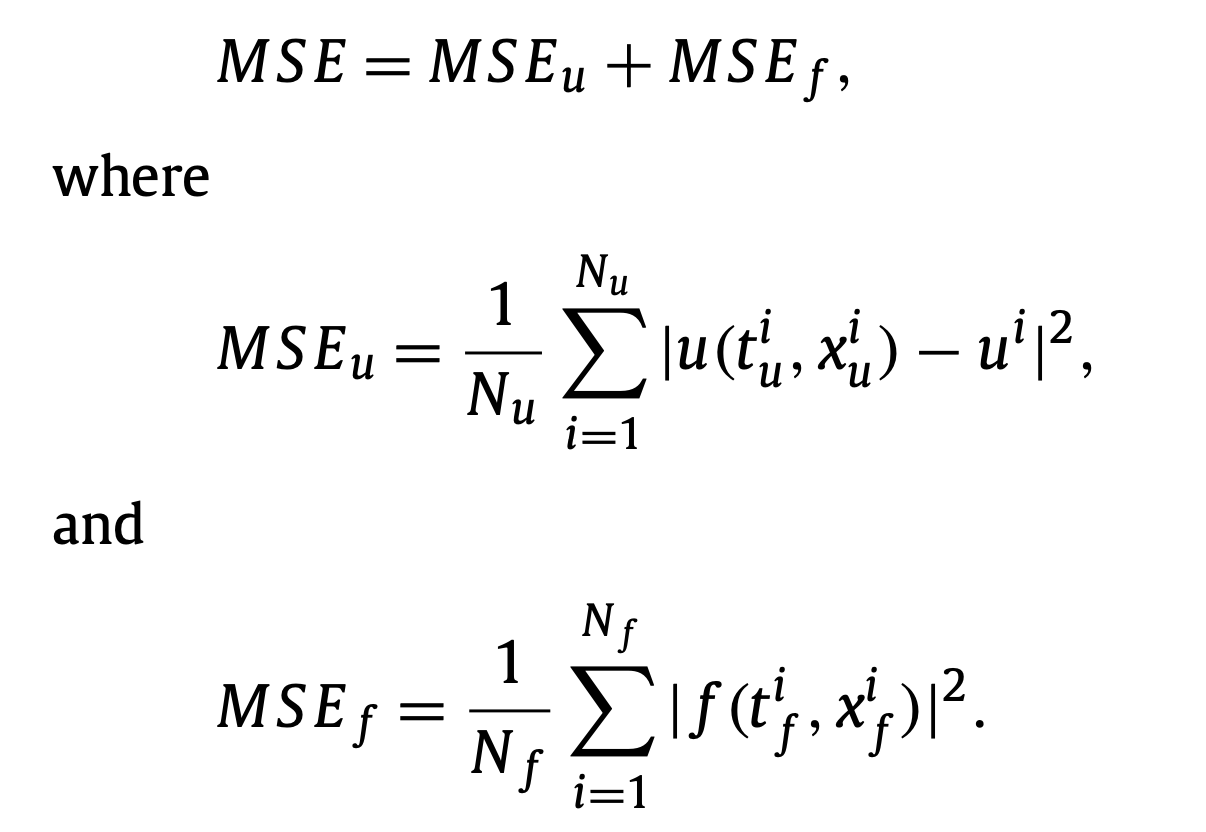 $MSE = MSE_u + MSE_f,$
where
$MSE_u = \frac{1}{N_u} \sum_{i=1}^{N_u} |u(t_u^i, x_u^i) - u^i|^2,$
and
$MSE_f = \frac{1}{N_f} \sum_{i=1}^{N_f} |f(t_f^i, x_f^i)|^2.$